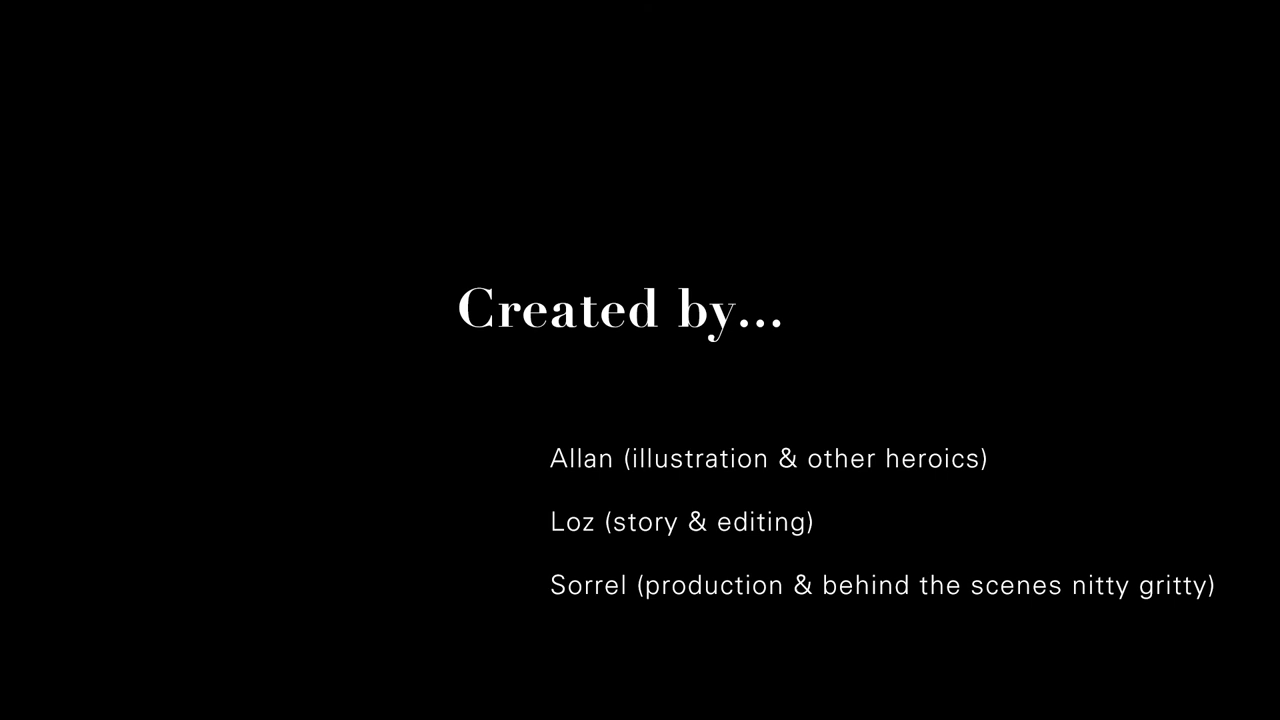 Created by...
Allan (illustration & other heroics)
Loz (story & editing)
Sorrel (production & behind the scenes nitty gritty)